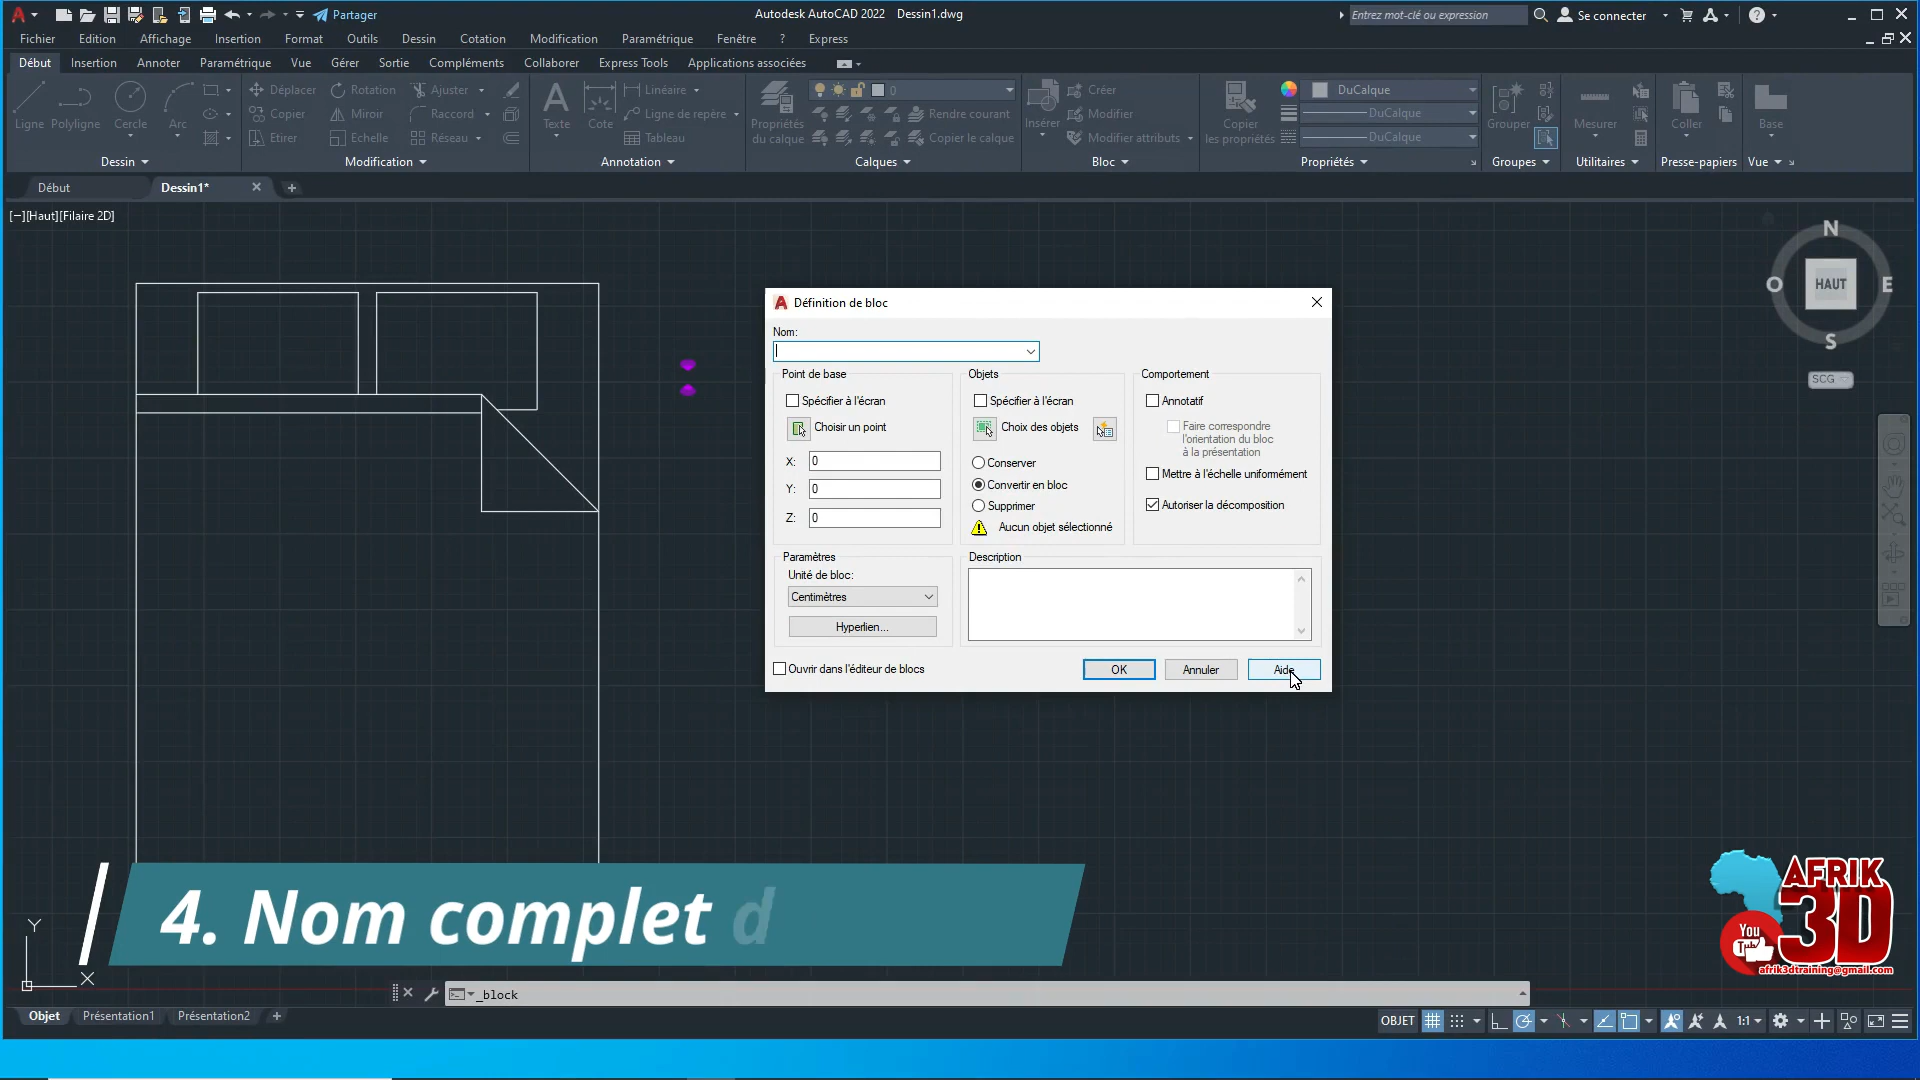 Partager
Autodesk AutoCAD 2022 Dessin1.dwg
Entrez mot-clé ou expression
Se connecter
Fichier Edition Affichage Insertion Format Outils Dessin Cotation Modification Paramétrique Fenêtre ? Express
Début Insertion Annoter Paramétrique Vue Gérer Sortie Compléments Collaborer Express Tools Applications associées
Ligne Polyligne Cercle Arc
Déplacer Rotation Ajuster
Copier Miroir Raccord
Etirer Echelle Réseau
Texte Cote
Linéaire
Ligne de repère
Tableau
Propriétés
du calque
0
Rendre courant
Copier le calque
Insérer
Créer
Modifier
Modifier attributs
Copier
les propriétés
DuCalque
DuCalque
DuCalque
Grouper
Mesurer
Coller
Base
Dessin Modification Annotation Calques Bloc Propriétés Groupes Utilitaires Presse-papiers Vue
Début Dessin1*
[−][Haut][Filaire 2D]
N
O HAUT E
S
SCG
Définition de bloc
Nom:
Point de base
Spécifier à l'écran
Choisir un point
X: 0
Y: 0
Z: 0
Objets
Spécifier à l'écran
Choix des objets
Conserver
Convertir en bloc
Supprimer
Aucun objet sélectionné
Comportement
Annotatif
Faire correspondre
l'orientation du bloc
à la présentation
Mettre à l'échelle uniformément
Autoriser la décomposition
Paramètres
Unité de bloc:
Centimètres
Hyperlien...
Description
Ouvrir dans l'éditeur de blocs
OK Annuler Aide
4. Nom complet d
AFRIK
3D
You
Tube
afrik3dtraining@gmail.com
Y
X
_block
Objet Présentation1 Présentation2
OBJET
1:1